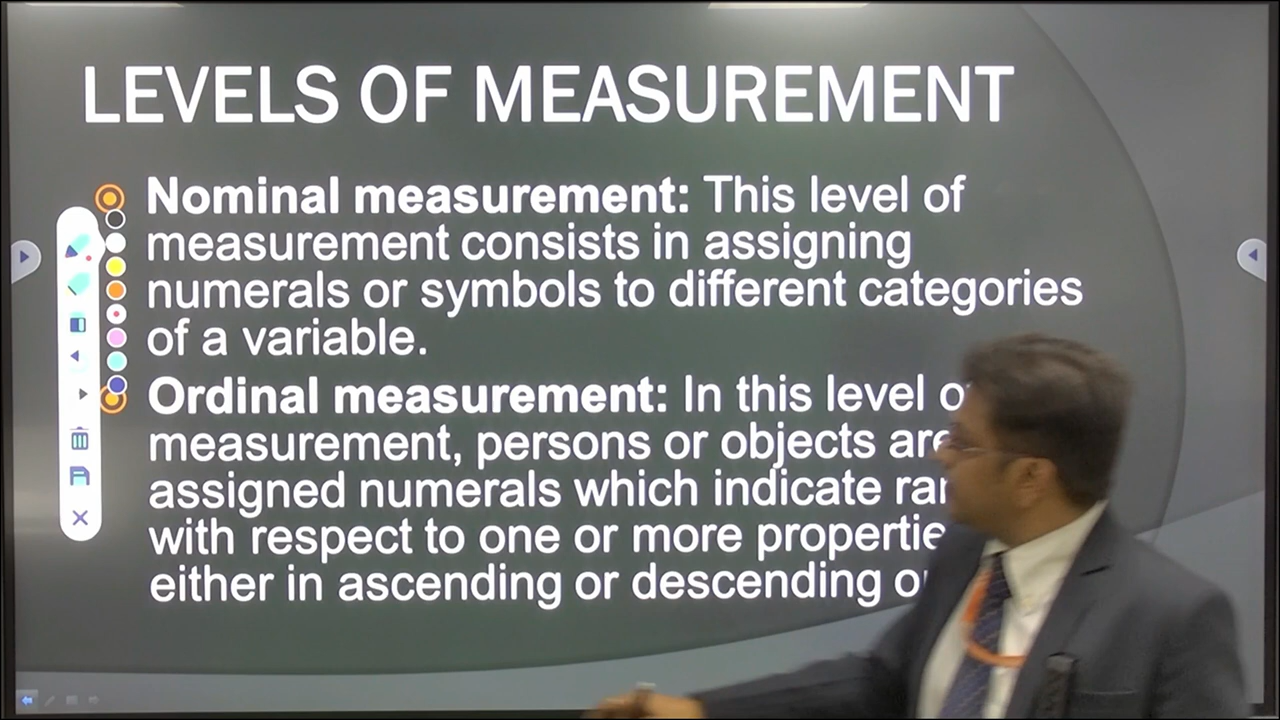 LEVELS OF MEASUREMENT
Nominal measurement: This level of
measurement consists in assigning
numerals or symbols to different categories
of a variable.
Ordinal measurement: In this level
measurement, persons or objects are
assigned numerals which indicate
with respect to one or more
either in ascending or descending